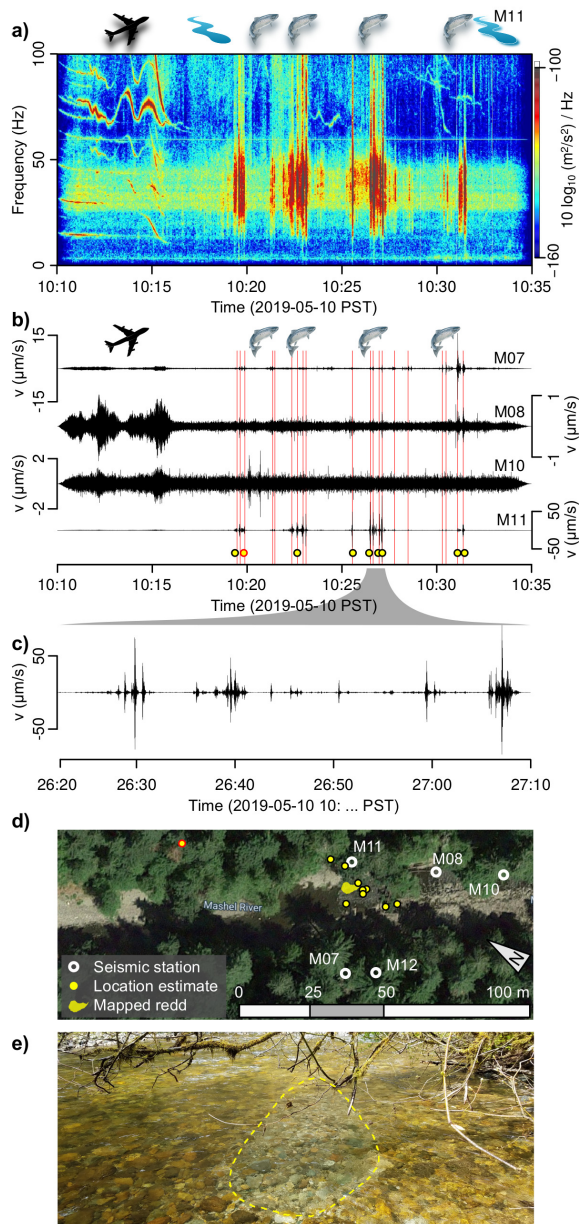 M11
a)
100
50
0
Frequency (Hz)
10:10
10:15
10:20
10:25
10:30
10:35
Time (2019-05-10 PST)
-100
-160
10 log10 (m²/s²) / Hz
b)
15
-15
v (µm/s)
M07
M08
1
-1
v (µm/s)
2
-2
v (µm/s)
M10
M11
50
-50
v (µm/s)
10:10
10:15
10:20
10:25
10:30
10:35
Time (2019-05-10 PST)
c)
50
-50
v (µm/s)
26:20
26:30
26:40
26:50
27:00
27:10
Time (2019-05-10 10: ... PST)
d)
M11
M08
M10
Mashel River
M07
M12
N
Seismic station
Location estimate
Mapped redd
0
25
50
100 m
e)